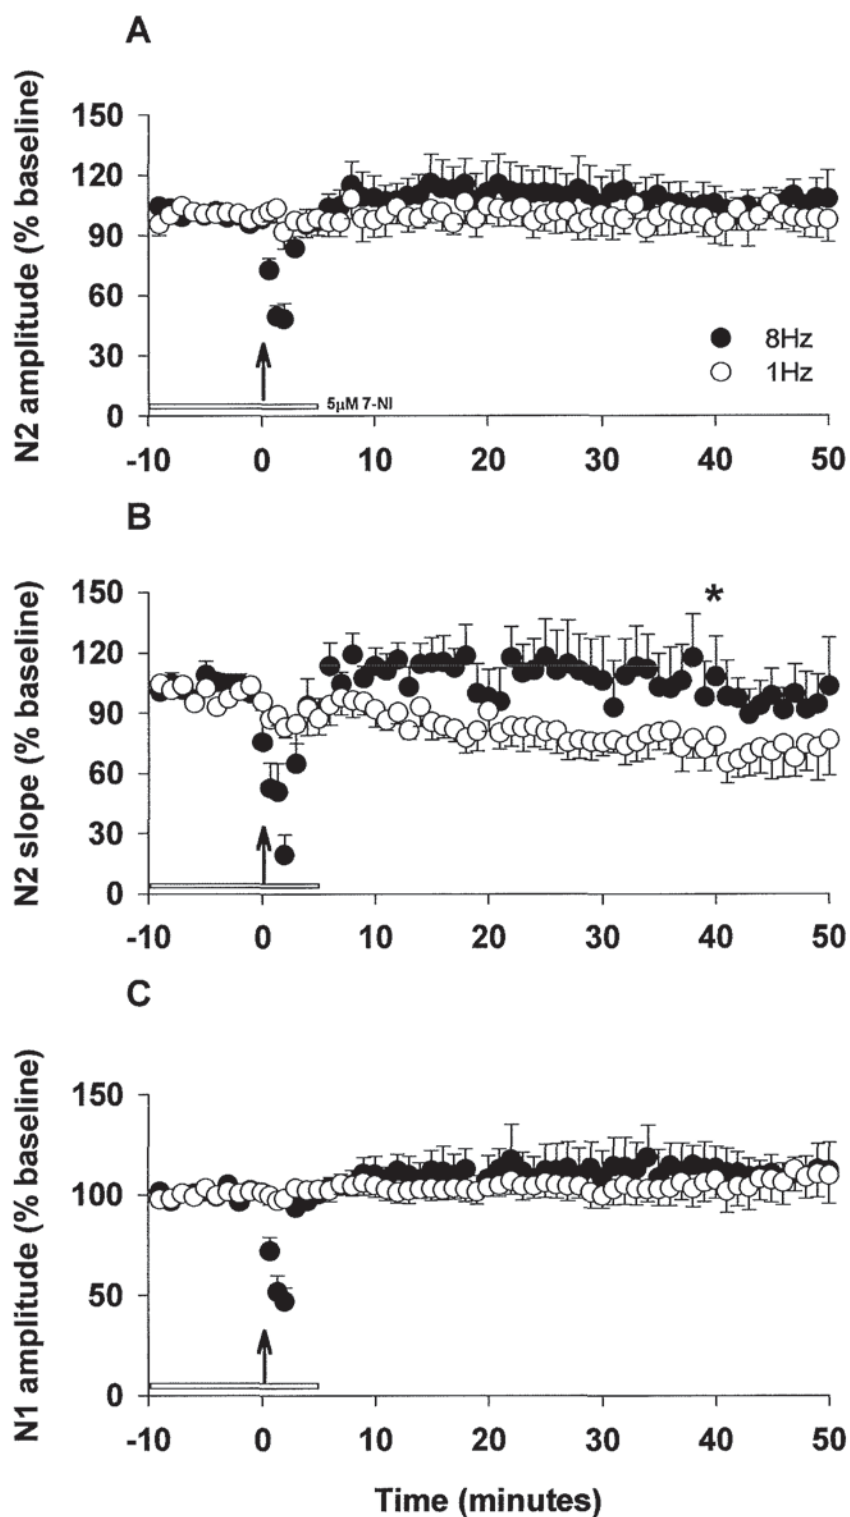 A
N2 amplitude (% baseline)
150
120
90
60
30
0
8Hz
1Hz
5µM 7-NI
-10 0 10 20 30 40 50
B
N2 slope (% baseline)
150
120
90
60
30
0
*
-10 0 10 20 30 40 50
C
N1 amplitude (% baseline)
150
100
50
0
-10 0 10 20 30 40 50
Time (minutes)